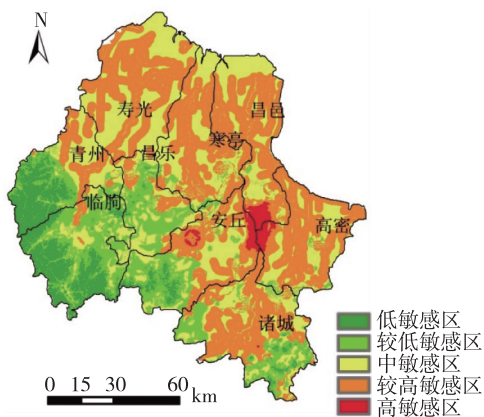 N
寿光
昌邑
寒亭
青州
昌乐
临朐
安丘
高密
诸城
低敏感区
较低敏感区
中敏感区
较高敏感区
高敏感区
0 15 30 60 km